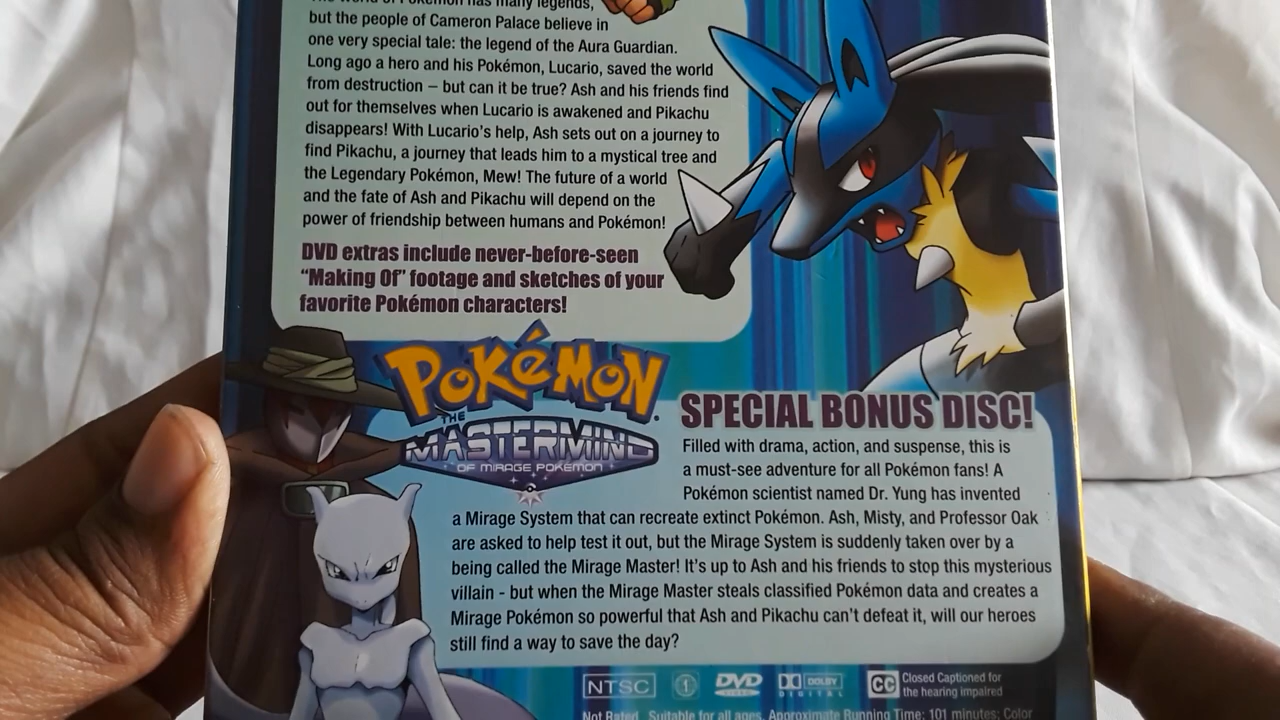 The world of Pokémon has many legends,
but the people of Cameron Palace believe in
one very special tale: the legend of the Aura Guardian.
Long ago a hero and his Pokémon, Lucario, saved the world
from destruction – but can it be true? Ash and his friends find
out for themselves when Lucario is awakened and Pikachu
disappears! With Lucario's help, Ash sets out on a journey to
find Pikachu, a journey that leads him to a mystical tree and
the Legendary Pokémon, Mew! The future of a world
and the fate of Ash and Pikachu will depend on the
power of friendship between humans and Pokémon!
DVD extras include never-before-seen
"Making Of" footage and sketches of your
favorite Pokémon characters!
POKéMON
THE
MASTERMIND
OF MIRAGE POKéMON
SPECIAL BONUS DISC!
Filled with drama, action, and suspense, this is
a must-see adventure for all Pokémon fans! A
Pokémon scientist named Dr. Yung has invented
a Mirage System that can recreate extinct Pokémon. Ash, Misty, and Professor Oak
are asked to help test it out, but the Mirage System is suddenly taken over by a
being called the Mirage Master! It's up to Ash and his friends to stop this mysterious
villain - but when the Mirage Master steals classified Pokémon data and creates a
Mirage Pokémon so powerful that Ash and Pikachu can't defeat it, will our heroes
still find a way to save the day?
NTSC 1 DVD VIDEO DOLBY DIGITAL CC Closed Captioned for
the hearing impaired
Not Rated Suitable for all ages. Approximate Running Time: 101 minutes; Color